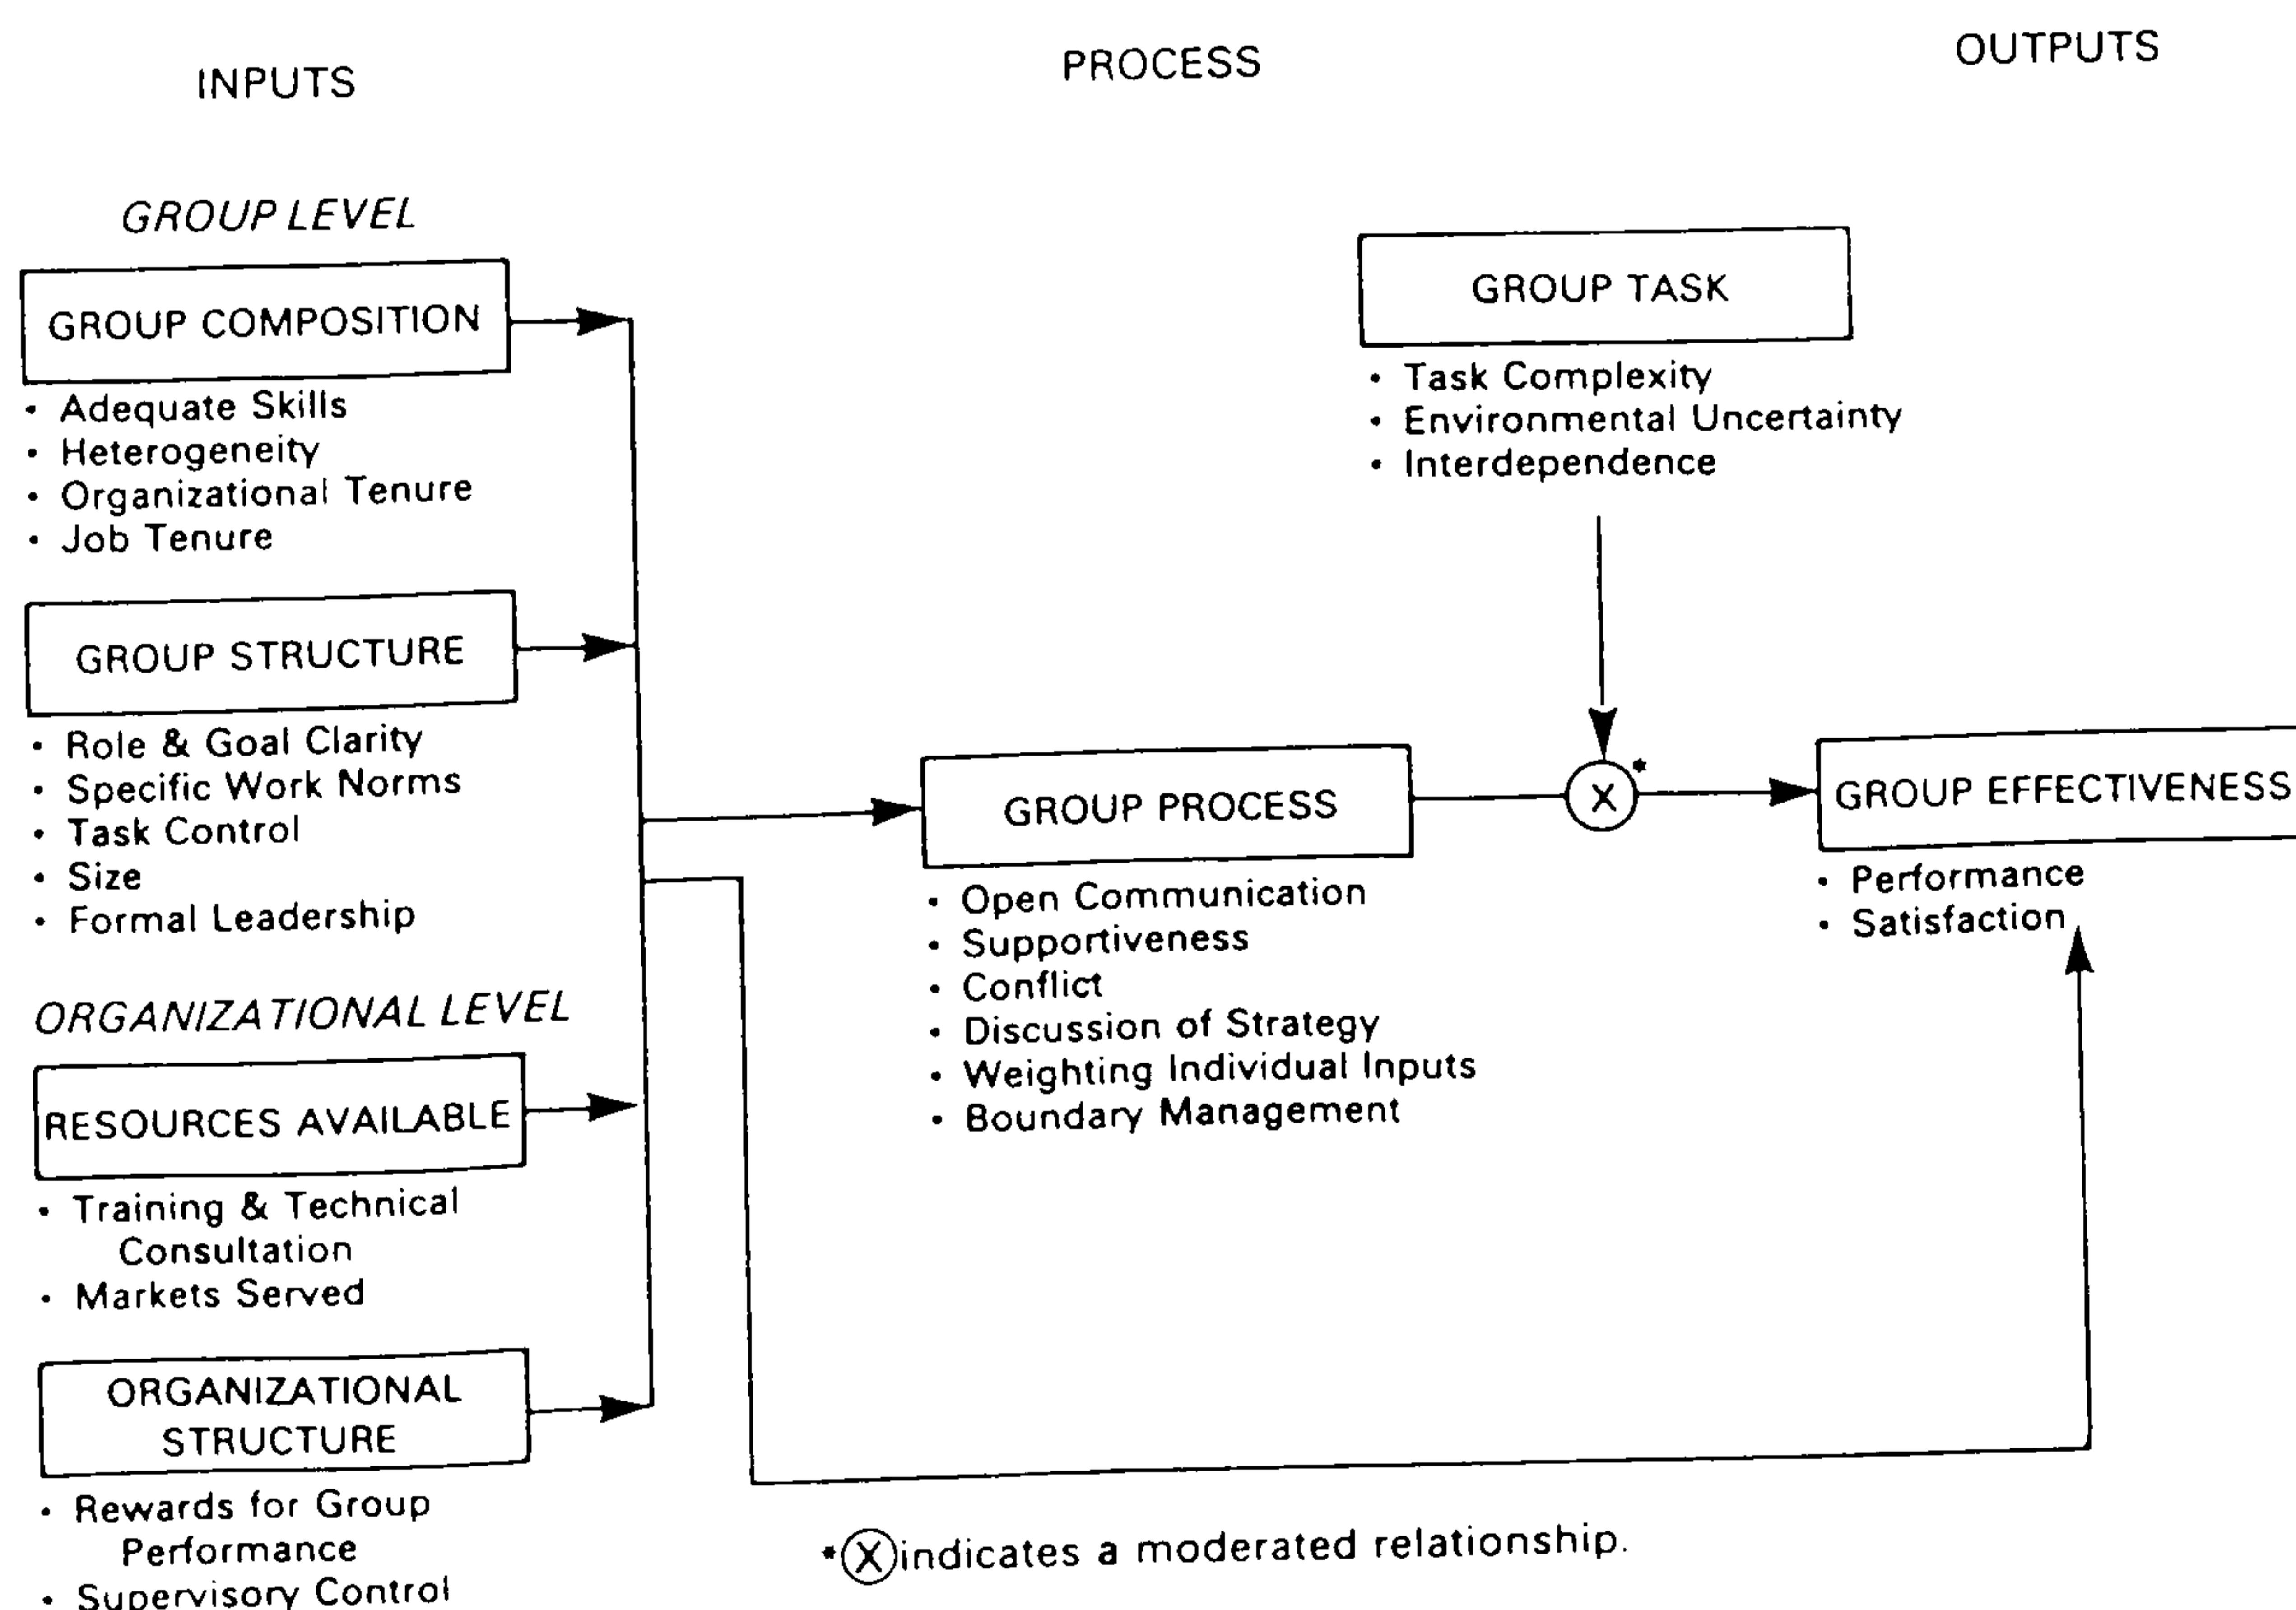 INPUTS
PROCESS
OUTPUTS
GROUP LEVEL
GROUP COMPOSITION
• Adequate Skills
• Heterogeneity
• Organizational Tenure
• Job Tenure
GROUP STRUCTURE
• Role & Goal Clarity
• Specific Work Norms
• Task Control
• Size
• Formal Leadership
ORGANIZATIONAL LEVEL
RESOURCES AVAILABLE
• Training & Technical
Consultation
• Markets Served
ORGANIZATIONAL
STRUCTURE
• Rewards for Group
Performance
• Supervisory Control
GROUP PROCESS
• Open Communication
• Supportiveness
• Conflict
• Discussion of Strategy
• Weighting Individual Inputs
• Boundary Management
GROUP TASK
• Task Complexity
• Environmental Uncertainty
• Interdependence
X*
GROUP EFFECTIVENESS
• Performance
• Satisfaction
*Ⓧindicates a moderated relationship.